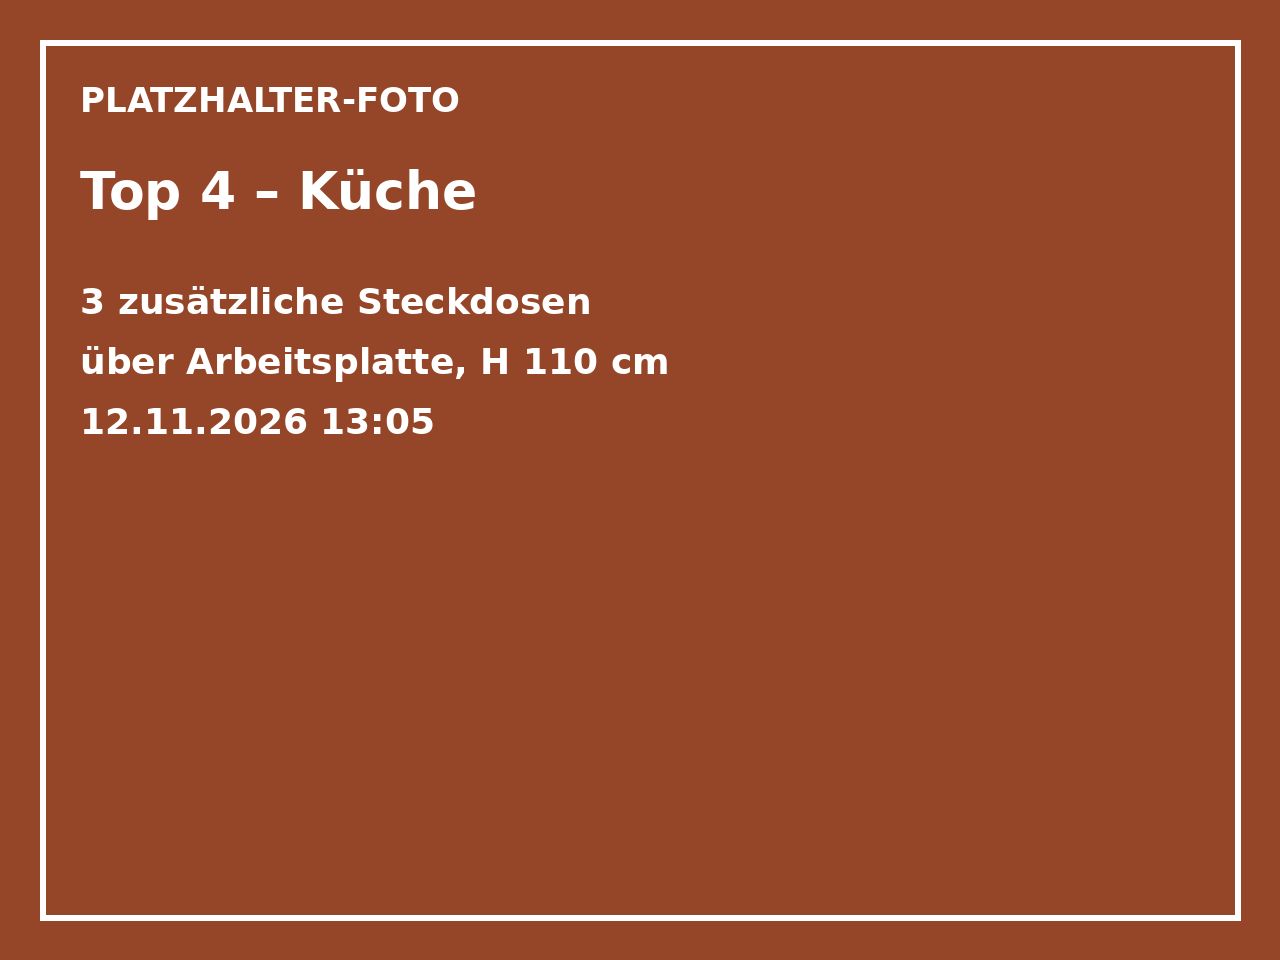 PLATZHALTER-FOTO
Top 4 – Küche
3 zusätzliche Steckdosen
über Arbeitsplatte, H 110 cm
12.11.2026 13:05